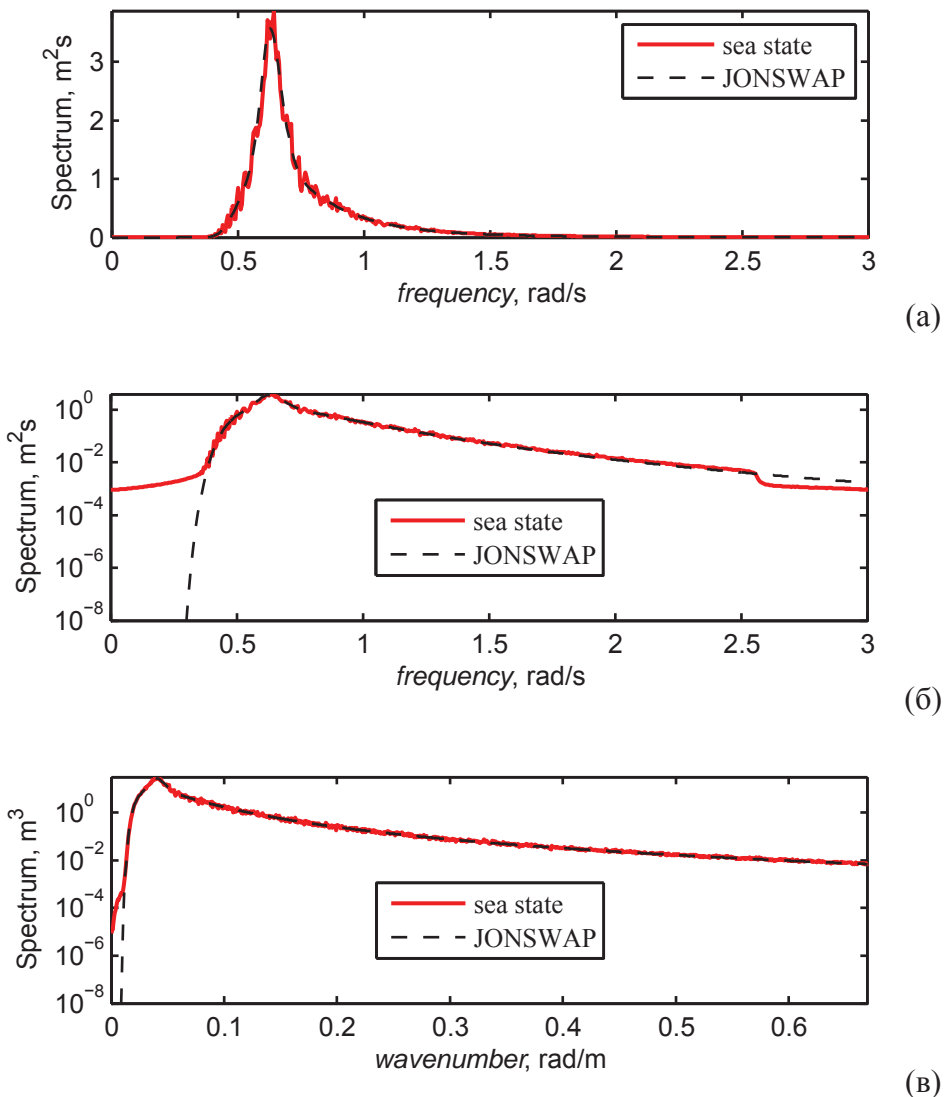 Spectrum, m²s
3
2
1
0
sea state
JONSWAP
0 0.5 1 1.5 2 2.5 3
frequency, rad/s
(а)
Spectrum, m²s
10⁰
10⁻²
10⁻⁴
10⁻⁶
10⁻⁸
sea state
JONSWAP
0 0.5 1 1.5 2 2.5 3
frequency, rad/s
(б)
Spectrum, m³
10⁰
10⁻²
10⁻⁴
10⁻⁶
10⁻⁸
sea state
JONSWAP
0 0.1 0.2 0.3 0.4 0.5 0.6
wavenumber, rad/m
(в)